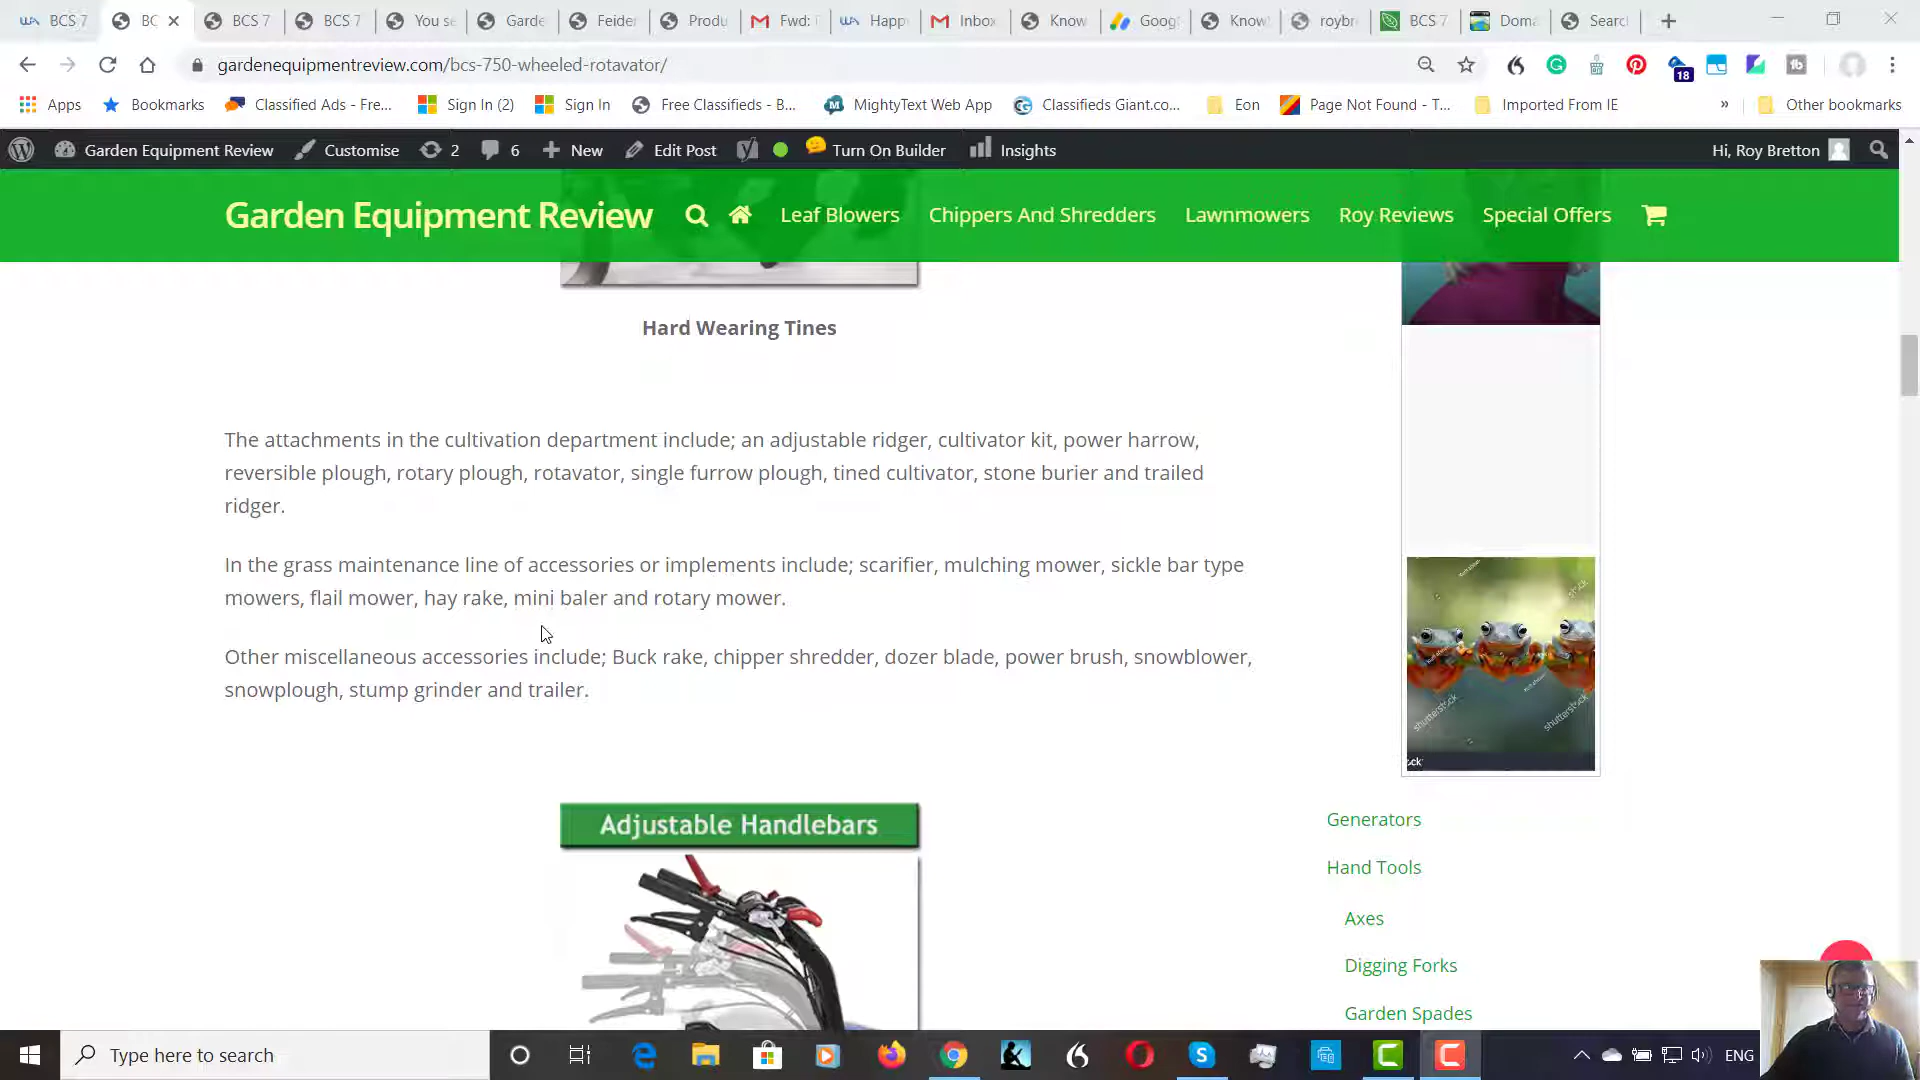 BCS 7
BC
BCS 7
BCS 7
You se
Garde
Feider
Produ
Fwd: T
Happ
Inbox
Know
Goog
Know
roybr
BCS 7
Doma
Searc
gardenequipmentreview.com/bcs-750-wheeled-rotavator/
18
Apps
Bookmarks
Classified Ads - Fre...
Sign In (2)
Sign In
Free Classifieds - B...
MightyText Web App
Classifieds Giant.co...
Eon
Page Not Found - T...
Imported From IE
»
Other bookmarks
Garden Equipment Review
Customise
2
6
New
Edit Post
Turn On Builder
Insights
Hi, Roy Bretton
Garden Equipment Review
Leaf Blowers
Chippers And Shredders
Lawnmowers
Roy Reviews
Special Offers
Hard Wearing Tines
The attachments in the cultivation department include; an adjustable ridger, cultivator kit, power harrow,
reversible plough, rotary plough, rotavator, single furrow plough, tined cultivator, stone burier and trailed
ridger.
In the grass maintenance line of accessories or implements include; scarifier, mulching mower, sickle bar type
mowers, flail mower, hay rake, mini baler and rotary mower.
Other miscellaneous accessories include; Buck rake, chipper shredder, dozer blade, power brush, snowblower,
snowplough, stump grinder and trailer.
shutterstock
shutterstock
Adjustable Handlebars
Generators
Hand Tools
Axes
Digging Forks
Garden Spades
Type here to search
ENG